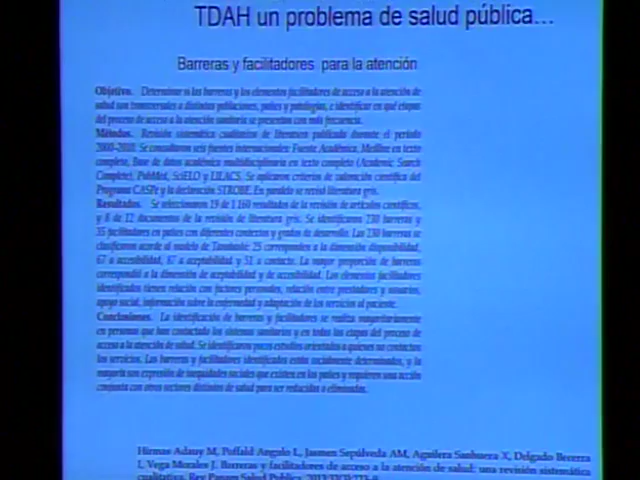 TDAH un problema de salud pública...
Barreras y facilitadores para la atención
Objetivo. Determinar si las barreras y los elementos facilitadores de acceso a la atención de
salud son transversales a distintas poblaciones, países y patologías, e identificar en qué etapas
del proceso de acceso a la atención sanitaria se presentan con más frecuencia.
Métodos. Revisión sistemática cualitativa de literatura publicada durante el período
2000–2010. Se consultaron seis fuentes internacionales: Fuente Académica, Medline en texto
completo, Base de datos académica multidisciplinaria en texto completo (Academic Search
Complete), PubMed, SciELO y LILACS. Se aplicaron criterios de valoración científica del
Programa CASPe y la declaración STROBE. En paralelo se revisó literatura gris.
Resultados. Se seleccionaron 19 de 1 160 resultados de la revisión de artículos científicos,
y 8 de 12 documentos de la revisión de literatura gris. Se identificaron 230 barreras y
35 facilitadores en países con diferentes contextos y grados de desarrollo. Las 230 barreras se
clasificaron acorde al modelo de Tanahashi: 25 corresponden a la dimensión disponibilidad,
67 a accesibilidad, 87 a aceptabilidad y 51 a contacto. La mayor proporción de barreras
correspondió a la dimensión de aceptabilidad y de accesibilidad. Los elementos facilitadores
identificados tienen relación con factores personales, relación entre prestadores y usuarios,
apoyo social, información sobre la enfermedad y adaptación de los servicios al paciente.
Conclusiones. La identificación de barreras y facilitadores se realiza mayoritariamente
en personas que han contactado los sistemas sanitarios y en todas las etapas del proceso de
acceso a la atención de salud. Se identificaron pocos estudios orientados a quienes no contactan
los servicios. Las barreras y facilitadores identificados están socialmente determinados, y la
mayoría son expresión de inequidades sociales que existen en los países y requieren una acción
conjunta con otros sectores distintos de salud para ser reducidas o eliminadas.
Hirmas Adauy M, Poffald Angulo L, Jasmen Sepúlveda AM, Aguilera Sanhueza X, Delgado Becerra
I, Vega Morales J. Barreras y facilitadores de acceso a la atención de salud: una revisión sistemática
cualitativa. Rev Panam Salud Publica. 2013;33(3):223–9.